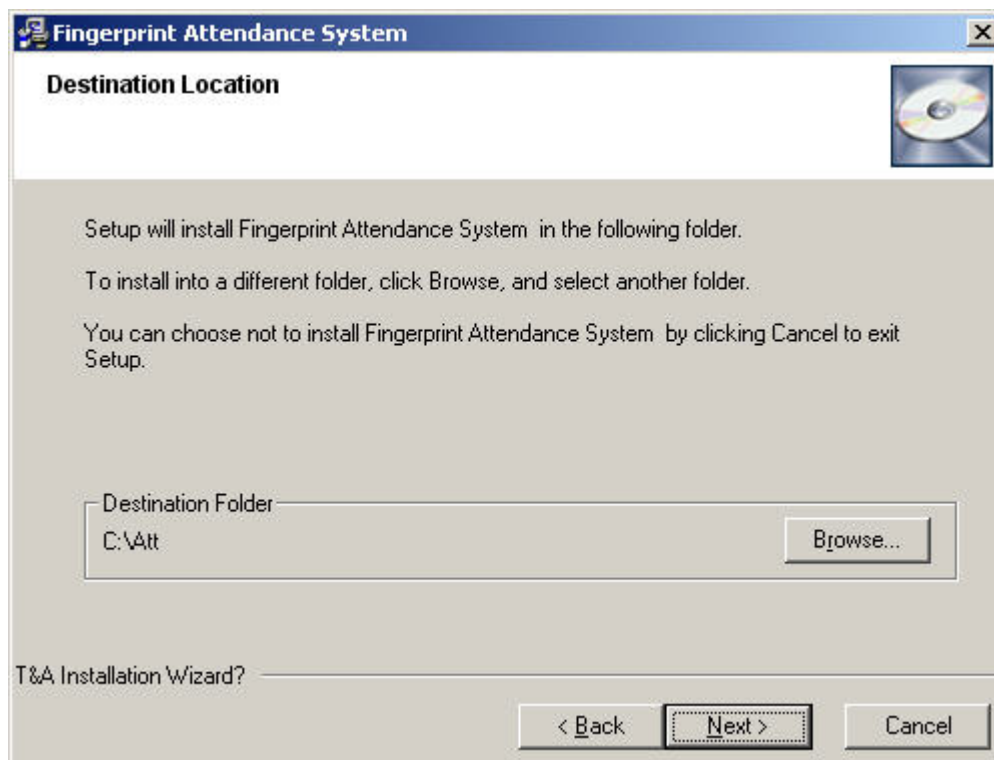 Fingerprint Attendance System
Destination Location
Setup will install Fingerprint Attendance System  in the following folder.
To install into a different folder, click Browse, and select another folder.
You can choose not to install Fingerprint Attendance System  by clicking Cancel to exit
Setup.
Destination Folder
C:\Att
Browse...
T&A Installation Wizard?
< Back
Next >
Cancel